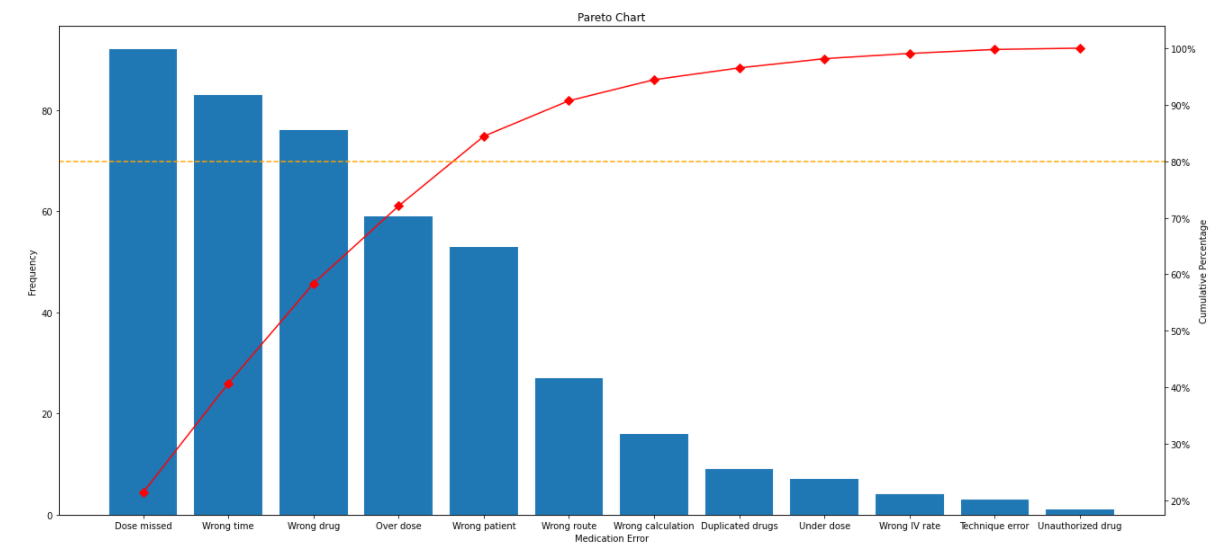 Pareto Chart
Frequency
80
60
40
20
0
100%
90%
80%
70%
60%
50%
40%
30%
20%
Cumulative Percentage
Dose missed Wrong time Wrong drug Over dose Wrong patient Wrong route Wrong calculation Duplicated drugs Under dose Wrong IV rate Technique error Unauthorized drug
Medication Error